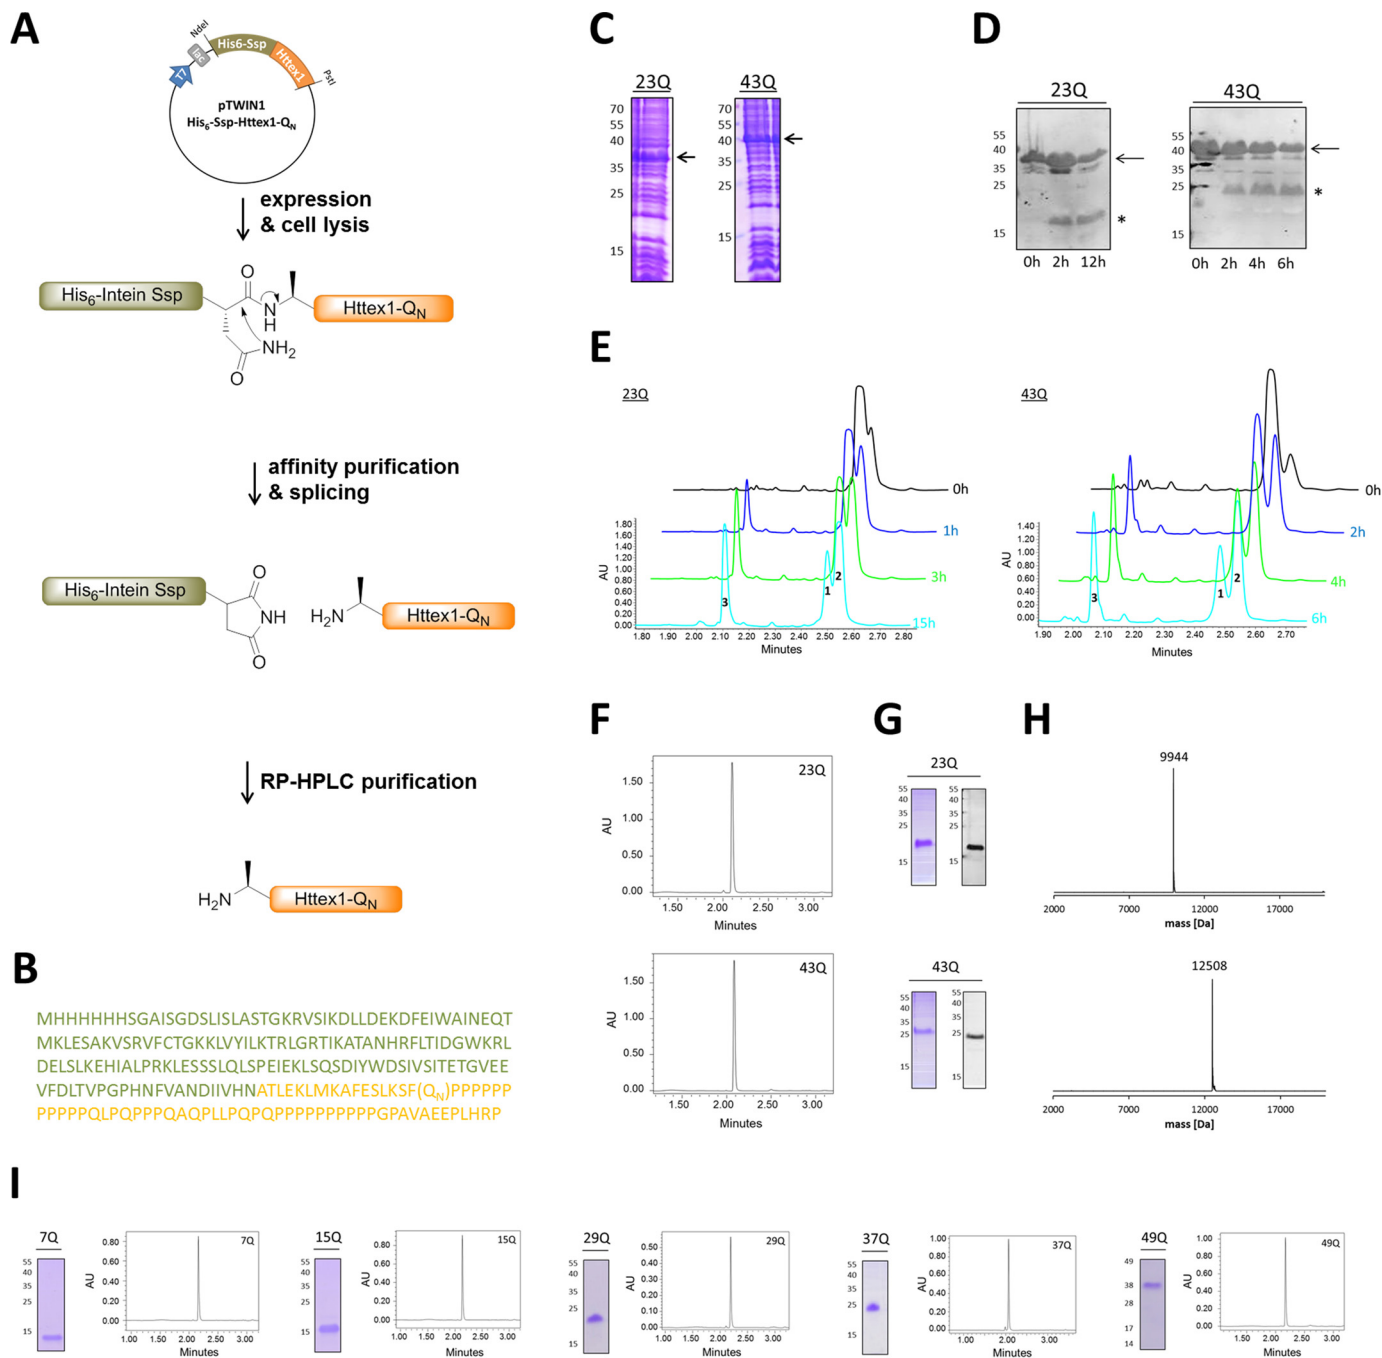 A
NdeI
His6-Ssp
Httex1
PstI
lac
T7
pTWIN1
His6-Ssp-Httex1-QN
expression
& cell lysis
His6-Intein Ssp
O
N
H
NH2
O
Httex1-QN
affinity purification
& splicing
His6-Intein Ssp
O
NH
O
H2N
Httex1-QN
RP-HPLC purification
H2N
Httex1-QN
B
MHHHHHHSGAISGDSLISLASTGKRVSIKDLLDEKDFEIWAINEQT
MKLESAKVSRVFCTGKKLVYILKTRLGRTIKATANHRFLTIDGWKRL
DELSLKEHIALPRKLESSSLQLSPEIEKLSQSDIYWDSIVSITETGVEE
VFDLTVPGPHNFVANDIIVHNATLEKLMKAFESLKSF(QN)PPPPPP
PPPPPQLPQPPPQAQPLLPQPQPPPPPPPPPPGPAVAEEPLHRP
C
23Q
70
55
40
35
25
15
43Q
70
55
40
35
25
15
D
23Q
55
40
35
25
15
*
0h 2h 12h
43Q
55
40
35
25
15
*
0h 2h 4h 6h
E
23Q
0h
1h
3h
15h
1.80
1.60
1.40
1.20
1.00
0.80
0.60
0.40
0.20
0.00
AU
3
1
2
1.80 1.90 2.00 2.10 2.20 2.30 2.40 2.50 2.60 2.70 2.80
Minutes
43Q
0h
2h
4h
6h
1.40
1.20
1.00
0.80
0.60
0.40
0.20
0.00
AU
3
1
2
1.90 2.00 2.10 2.20 2.30 2.40 2.50 2.60 2.70
Minutes
F
23Q
1.50
1.00
0.50
0.00
AU
1.50 2.00 2.50 3.00
Minutes
43Q
1.50
1.00
0.50
0.00
AU
1.50 2.00 2.50 3.00
Minutes
G
23Q
55
40
35
25
15
55
40
35
25
15
43Q
55
40
35
25
15
55
40
35
25
15
H
9944
2000 7000 12000 17000
mass [Da]
12508
2000 7000 12000 17000
mass [Da]
I
7Q
55
40
35
25
15
7Q
0.80
0.60
0.40
0.20
0.00
AU
1.00 2.00 3.00
Minutes
15Q
55
40
35
25
15
15Q
0.80
0.60
0.40
0.20
0.00
AU
1.00 2.00 3.00
Minutes
29Q
55
40
35
25
15
29Q
0.50
0.40
0.30
0.20
0.10
0.00
AU
1.00 2.00 3.00
Minutes
37Q
55
40
35
25
15
37Q
1.00
0.80
0.60
0.40
0.20
0.00
AU
1.00 2.00 3.00
Minutes
49Q
49
38
28
17
14
49Q
1.00
0.80
0.60
0.40
0.20
0.00
AU
1.00 2.00 3.00
Minutes